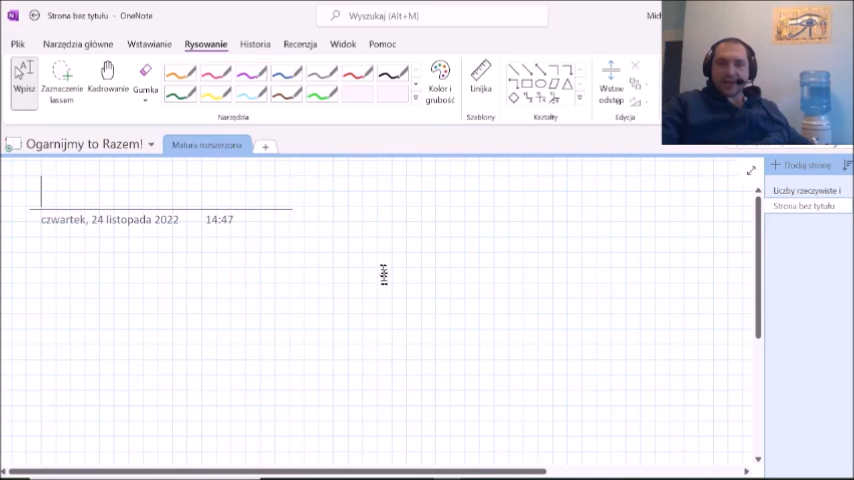 Strona bez tytułu - OneNote
Wyszukaj (Alt+M)
Mich
Plik Narzędzia główne Wstawianie Rysowanie Historia Recenzja Widok Pomoc
Wpisz
Zaznaczenie lassem
Kadrowanie
Gumka
Kolor i grubość
Linijka
Wstaw odstęp
Narzędzia
Szablony
Kształty
Edycja
Ogarnijmy to Razem!
Matura rozszerzona
Dodaj stronę
Liczby rzeczywiste i
Strona bez tytułu
czwartek, 24 listopada 2022 14:47